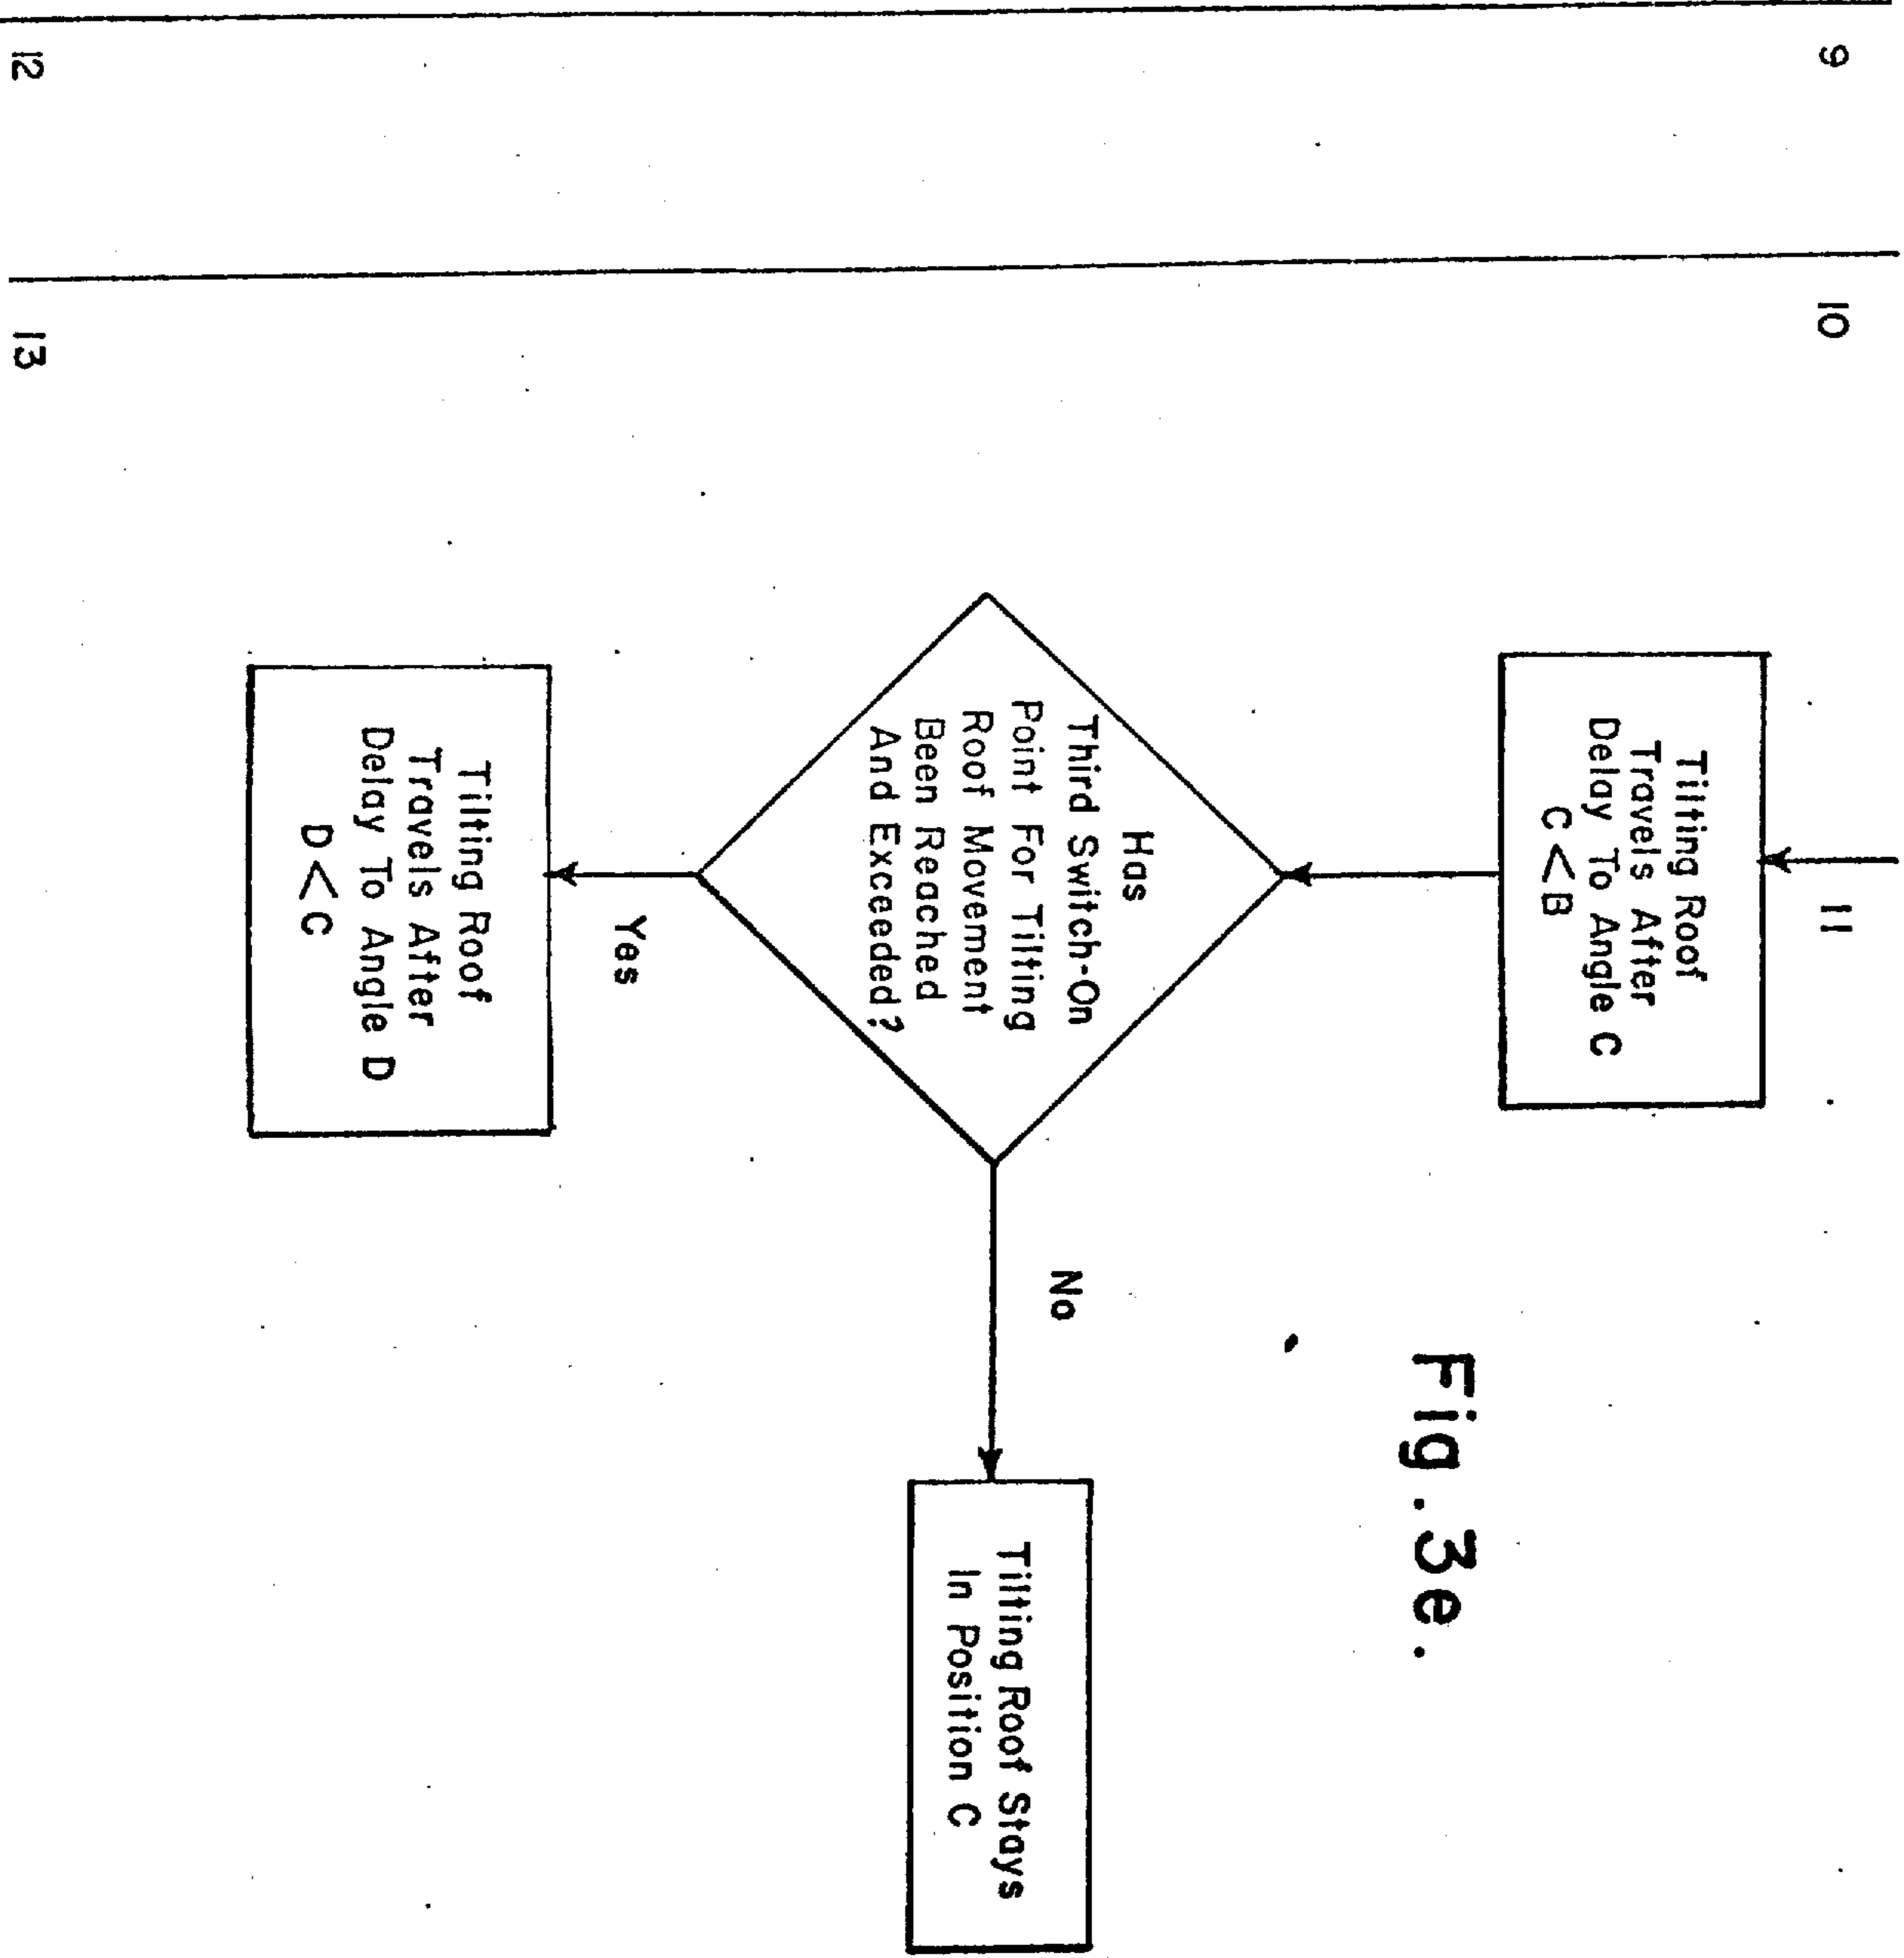 9
10
11
Tilting Roof
Travels After
Delay To Angle C
C<B
Has
Third Switch-On
Point For Tilting
Roof Movement
Been Reached
And Exceeded?
No
Tilting Roof Stays
In Position C
Yes
Tilting Roof
Travels After
Delay To Angle D
D<C
12
13
Fig.3e.